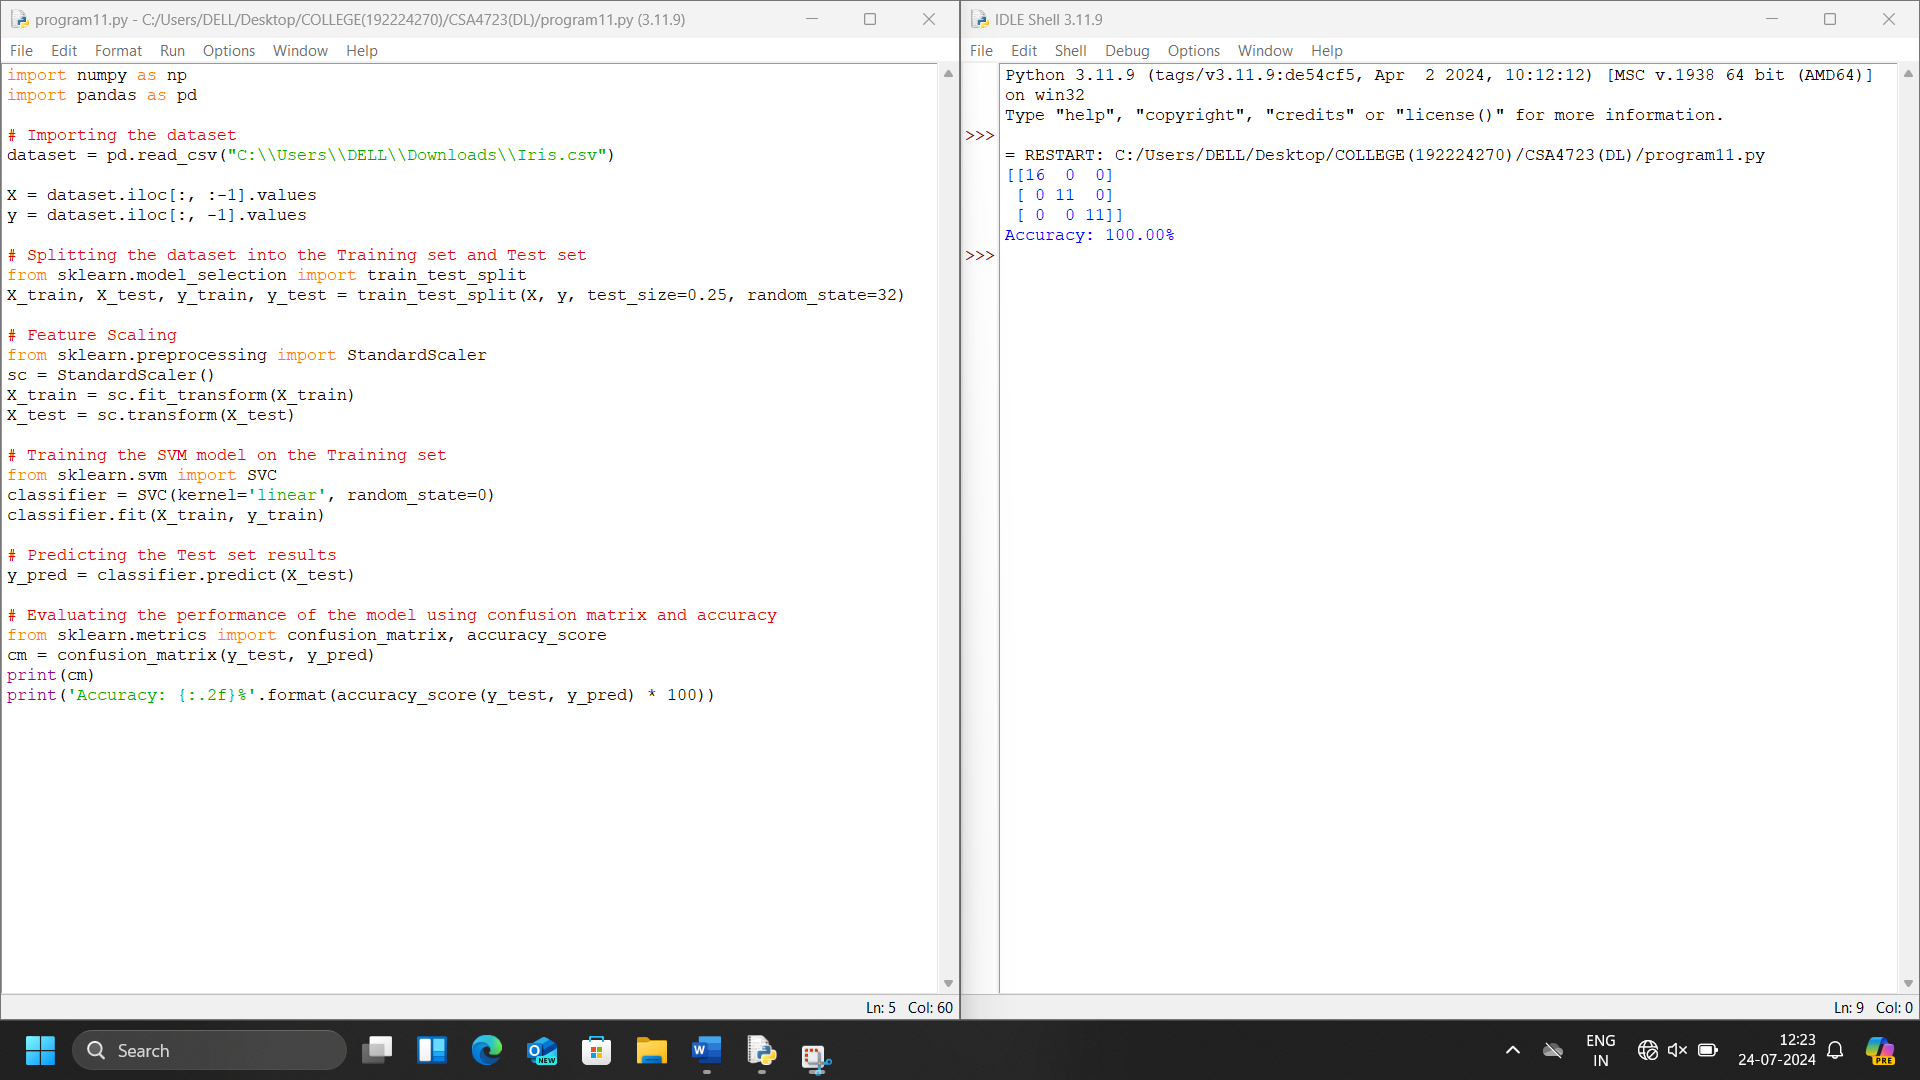 program11.py - C:/Users/DELL/Desktop/COLLEGE(192224270)/CSA4723(DL)/program11.py (3.11.9)
File Edit Format Run Options Window Help
import numpy as np
import pandas as pd
# Importing the dataset
dataset = pd.read_csv("C:\\Users\\DELL\\Downloads\\Iris.csv")
X = dataset.iloc[:, :-1].values
y = dataset.iloc[:, -1].values
# Splitting the dataset into the Training set and Test set
from sklearn.model_selection import train_test_split
X_train, X_test, y_train, y_test = train_test_split(X, y, test_size=0.25, random_state=32)
# Feature Scaling
from sklearn.preprocessing import StandardScaler
sc = StandardScaler()
X_train = sc.fit_transform(X_train)
X_test = sc.transform(X_test)
# Training the SVM model on the Training set
from sklearn.svm import SVC
classifier = SVC(kernel='linear', random_state=0)
classifier.fit(X_train, y_train)
# Predicting the Test set results
y_pred = classifier.predict(X_test)
# Evaluating the performance of the model using confusion matrix and accuracy
from sklearn.metrics import confusion_matrix, accuracy_score
cm = confusion_matrix(y_test, y_pred)
print(cm)
print('Accuracy: {:.2f}%'.format(accuracy_score(y_test, y_pred) * 100))
Ln: 5 Col: 60
IDLE Shell 3.11.9
File Edit Shell Debug Options Window Help
Python 3.11.9 (tags/v3.11.9:de54cf5, Apr  2 2024, 10:12:12) [MSC v.1938 64 bit (AMD64)]
on win32
Type "help", "copyright", "credits" or "license()" for more information.
>>>
= RESTART: C:/Users/DELL/Desktop/COLLEGE(192224270)/CSA4723(DL)/program11.py
[[16  0  0]
 [ 0 11  0]
 [ 0  0 11]]
Accuracy: 100.00%
>>>
Ln: 9 Col: 0
Search
NEW
W
ENG
IN
12:23
24-07-2024
PRE